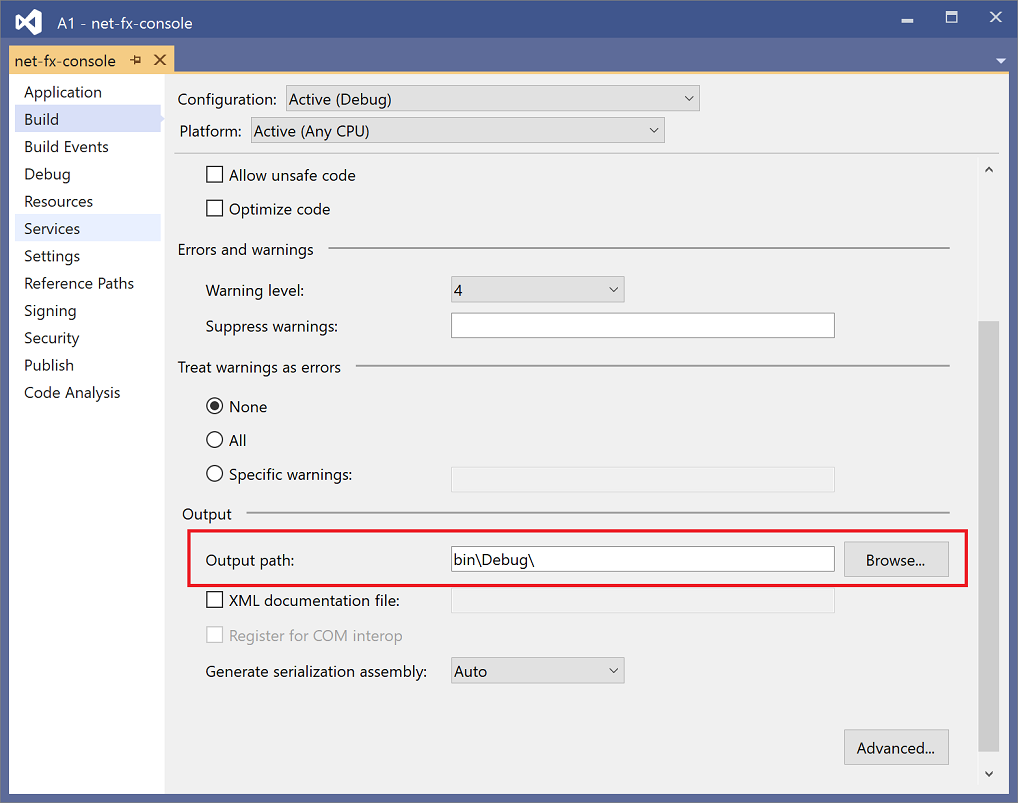 A1 - net-fx-console
net-fx-console
Application
Build
Build Events
Debug
Resources
Services
Settings
Reference Paths
Signing
Security
Publish
Code Analysis
Configuration: Active (Debug)
Platform: Active (Any CPU)
Allow unsafe code
Optimize code
Errors and warnings
Warning level: 4
Suppress warnings:
Treat warnings as errors
None
All
Specific warnings:
Output
Output path: bin\Debug\ Browse...
XML documentation file:
Register for COM interop
Generate serialization assembly: Auto
Advanced...